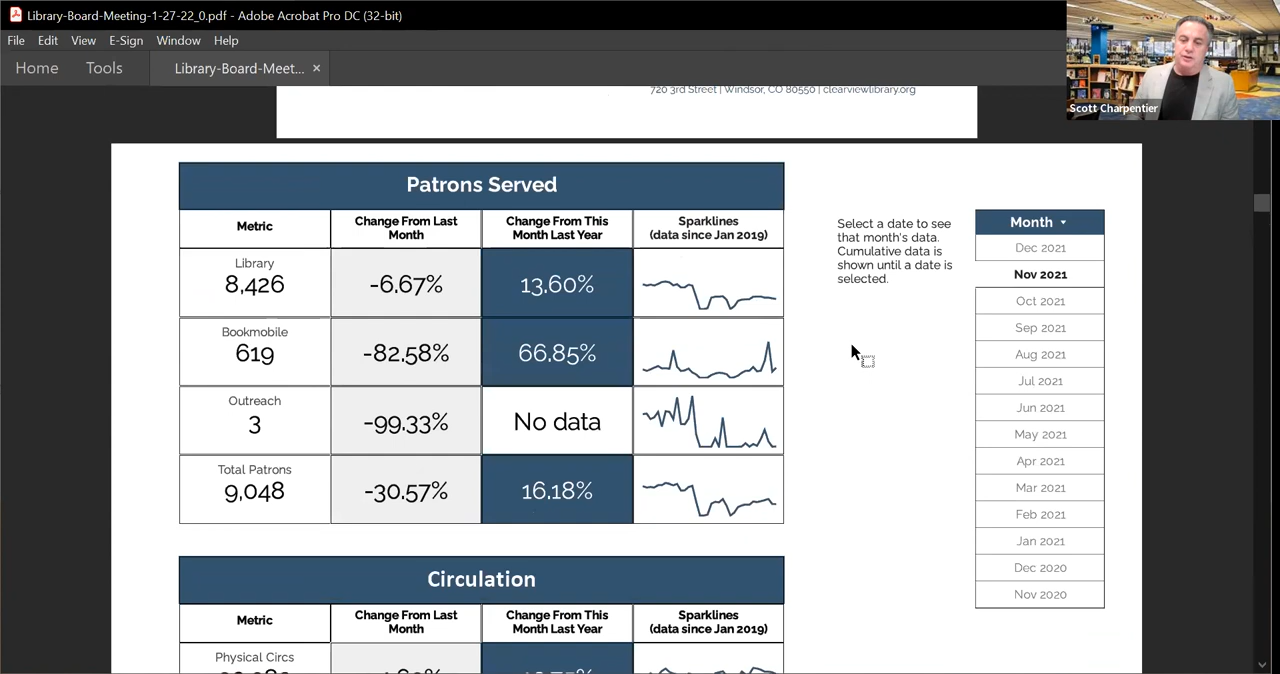 Library-Board-Meeting-1-27-22_0.pdf - Adobe Acrobat Pro DC (32-bit)
File Edit View E-Sign Window Help
Home Tools Library-Board-Meet... ×
Scott Charpentier
720 3rd Street | Windsor, CO 80550 | clearviewlibrary.org
Patrons Served
Metric
Change From Last
Month
Change From This
Month Last Year
Sparklines
(data since Jan 2019)
Library
8,426
-6.67%
13.60%
Bookmobile
619
-82.58%
66.85%
Outreach
3
-99.33%
No data
Total Patrons
9,048
-30.57%
16.18%
Select a date to see
that month's data.
Cumulative data is
shown until a date is
selected.
Month
Dec 2021
Nov 2021
Oct 2021
Sep 2021
Aug 2021
Jul 2021
Jun 2021
May 2021
Apr 2021
Mar 2021
Feb 2021
Jan 2021
Dec 2020
Nov 2020
Circulation
Metric
Change From Last
Month
Change From This
Month Last Year
Sparklines
(data since Jan 2019)
Physical Circs